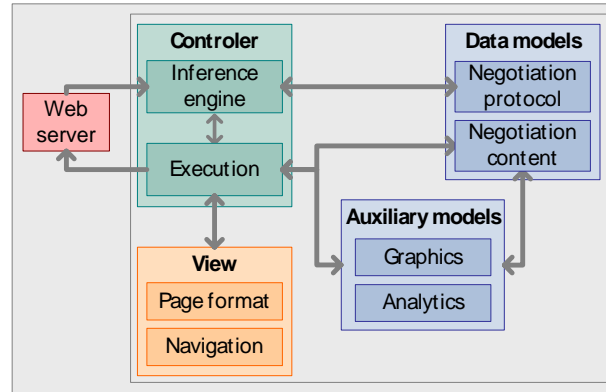 Controler
Inference
engine
Execution
Web
server
View
Page format
Navigation
Data models
Negotiation
protocol
Negotiation
content
Auxiliary models
Graphics
Analytics